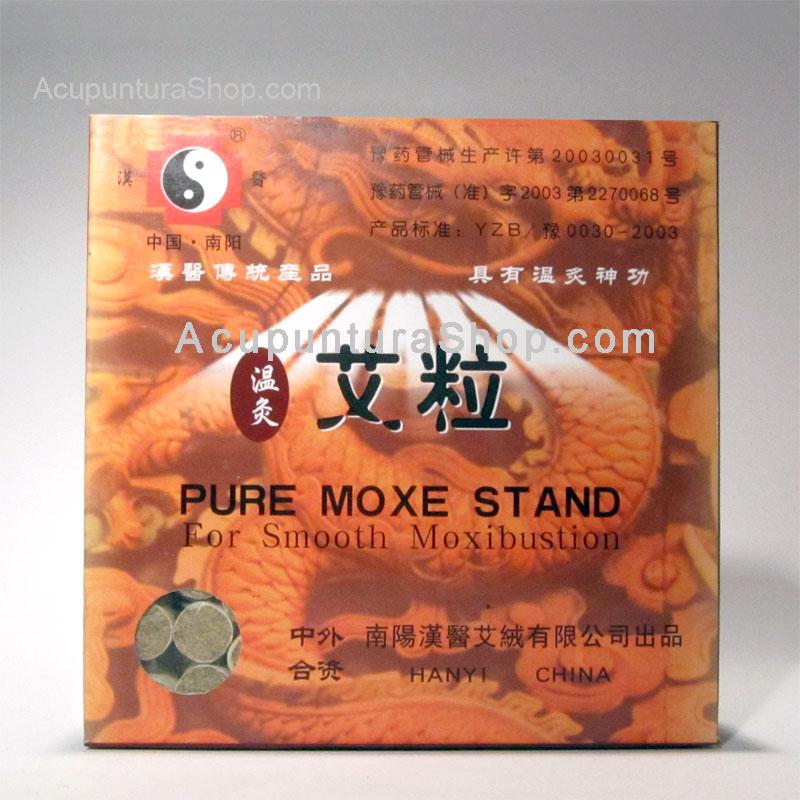 AcupunturaShop.com
漢 ® 醫
中国·南阳
豫药管械生产许第20030031号
豫药管械(准)字2003第2270068号
产品标准:YZB/豫0030-2003
漢醫傳統産品 具有温灸神功
AcupunturaShop.com
温灸 艾粒
PURE MOXE STAND
For Smooth Moxibustion
中外合资
南陽漢醫艾絨有限公司出品
HANYI CHINA